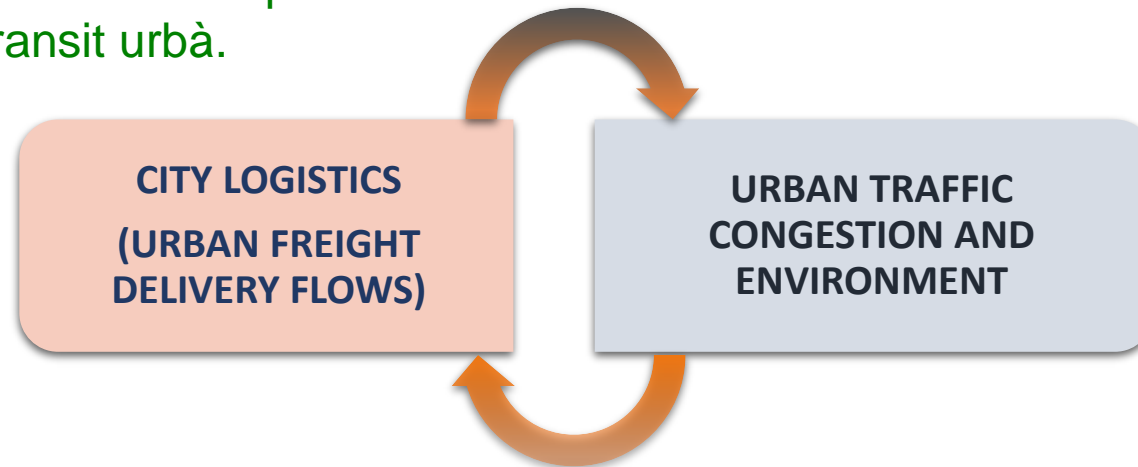 ransit urbà.
CITY LOGISTICS
(URBAN FREIGHT
DELIVERY FLOWS)
URBAN TRAFFIC
CONGESTION AND
ENVIRONMENT